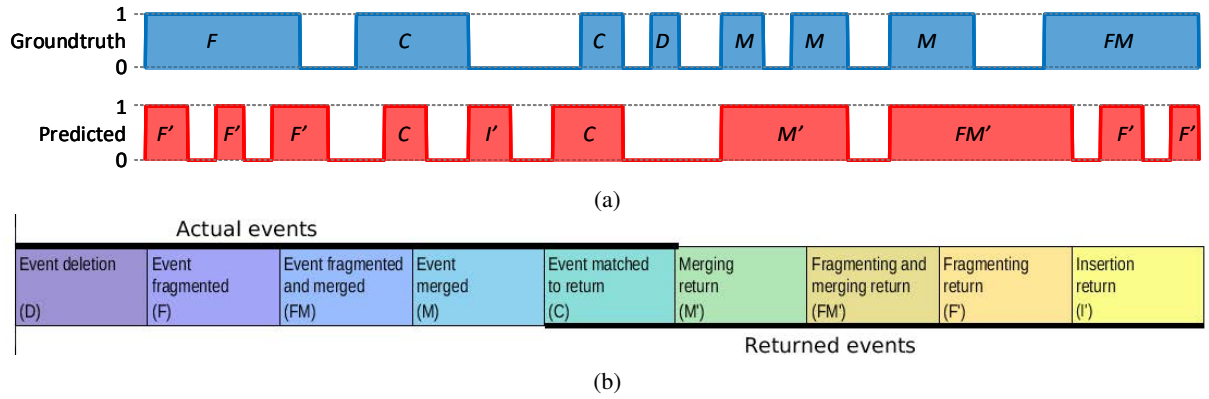 1
Groundtruth F C C D M M M FM
0
1
Predicted F' F' F' C I' C M' FM' F' F'
0
(a)
Actual events
Event deletion Event fragmented Event fragmented and merged Event merged Event matched to return Merging return Fragmenting and merging return Fragmenting return Insertion return
(D) (F) (FM) (M) (C) (M') (FM') (F') (I')
Returned events
(b)